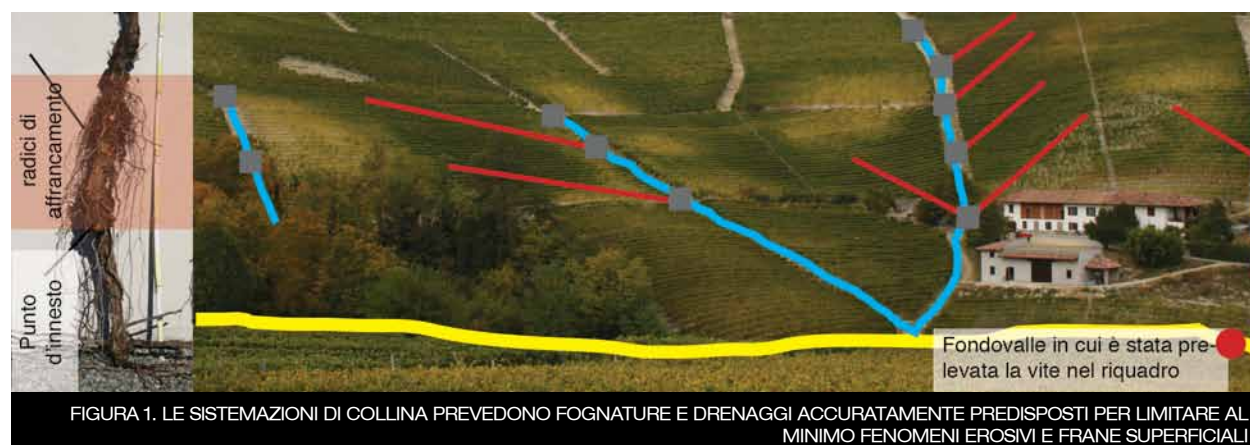 radici di
affrancamento
Punto
d'innesto
Fondovalle in cui è stata pre-
levata la vite nel riquadro
FIGURA 1. LE SISTEMAZIONI DI COLLINA PREVEDONO FOGNATURE E DRENAGGI ACCURATAMENTE PREDISPOSTI PER LIMITARE AL
MINIMO FENOMENI EROSIVI E FRANE SUPERFICIALI